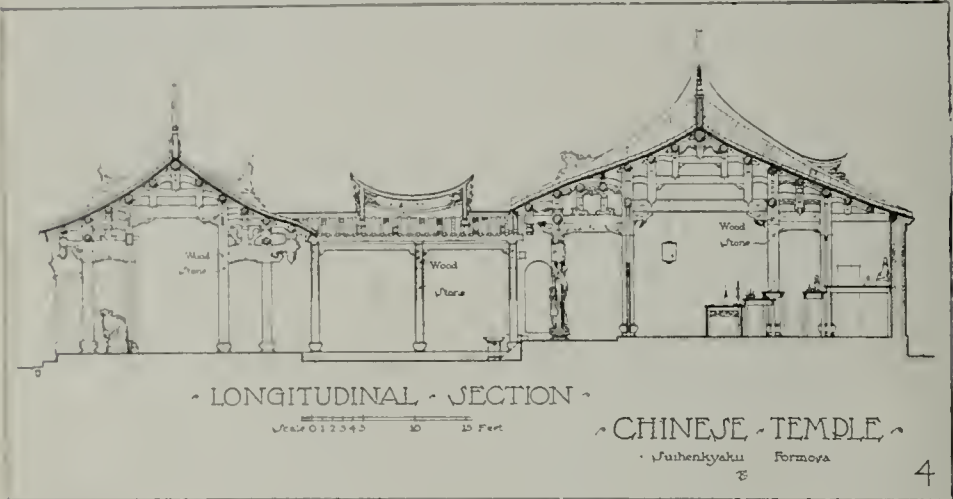 Wood
Stone
Wood
Stone
Wood
Stone
LONGITUDINAL - SECTION
Scale 0 1 2 3 4 5 10 15 Feet
CHINESE - TEMPLE
Suihenkyaku Formosa
4